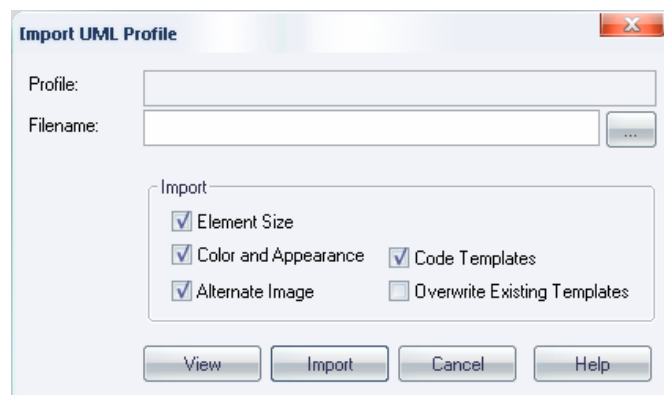 Import UML Profile
Profile:
Filename:
...
Import
Element Size
Color and Appearance
Code Templates
Alternate Image
Overwrite Existing Templates
View
Import
Cancel
Help